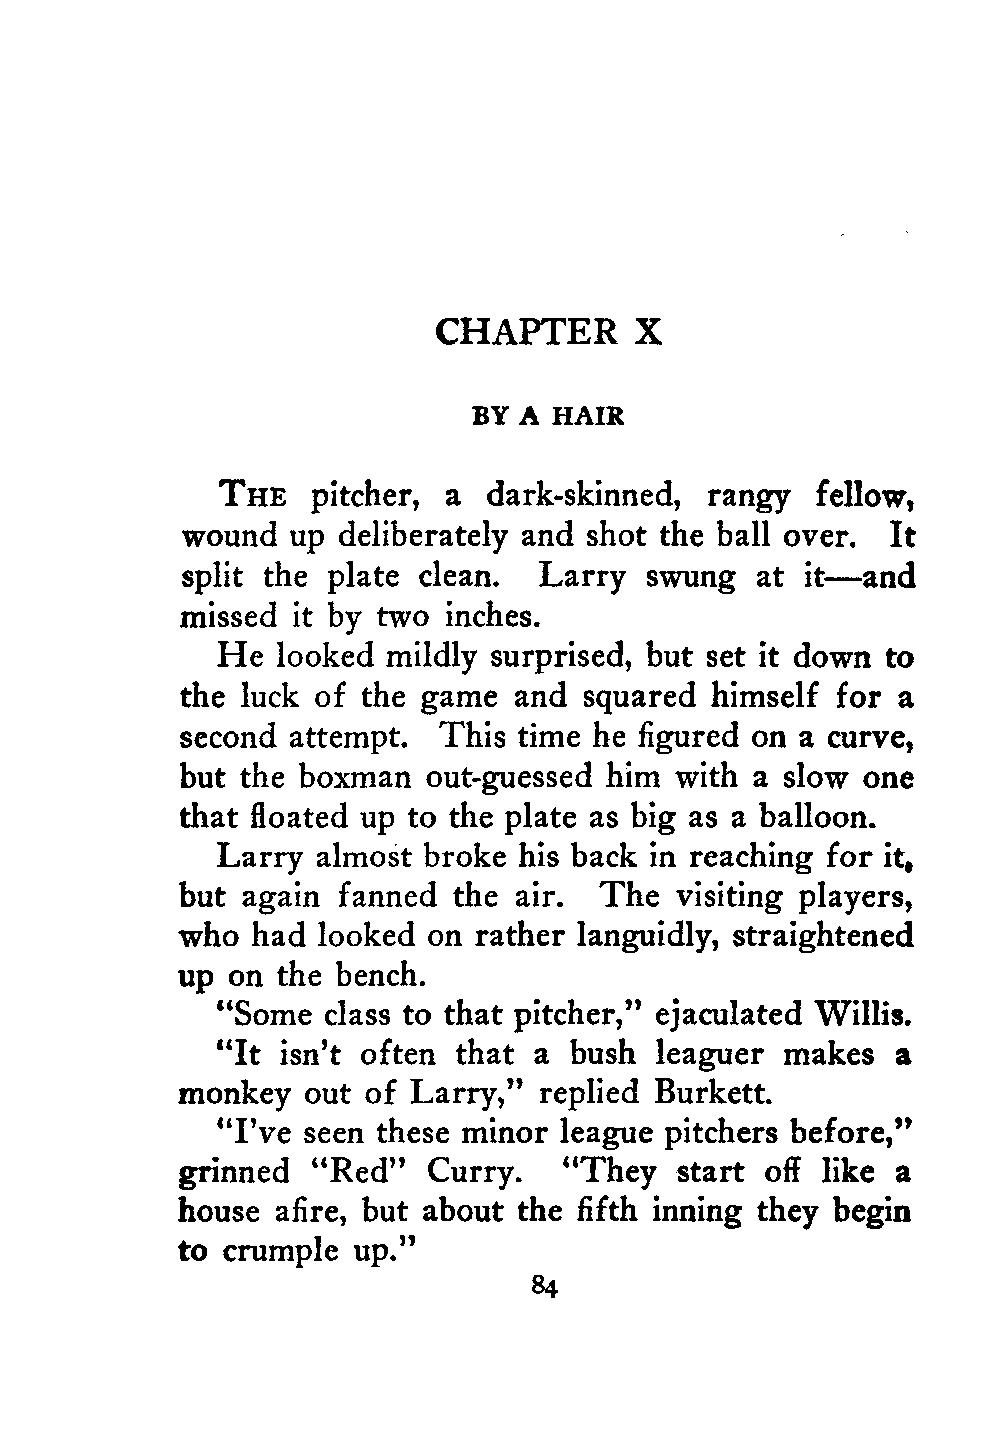 CHAPTER X
BY A HAIR
THE pitcher, a dark-skinned, rangy fellow,
wound up deliberately and shot the ball over. It
split the plate clean. Larry swung at it—and
missed it by two inches.
He looked mildly surprised, but set it down to
the luck of the game and squared himself for a
second attempt. This time he figured on a curve,
but the boxman out-guessed him with a slow one
that floated up to the plate as big as a balloon.
Larry almost broke his back in reaching for it,
but again fanned the air. The visiting players,
who had looked on rather languidly, straightened
up on the bench.
"Some class to that pitcher," ejaculated Willis.
"It isn't often that a bush leaguer makes a
monkey out of Larry," replied Burkett.
"I've seen these minor league pitchers before,"
grinned "Red" Curry. "They start off like a
house afire, but about the fifth inning they begin
to crumple up."
84